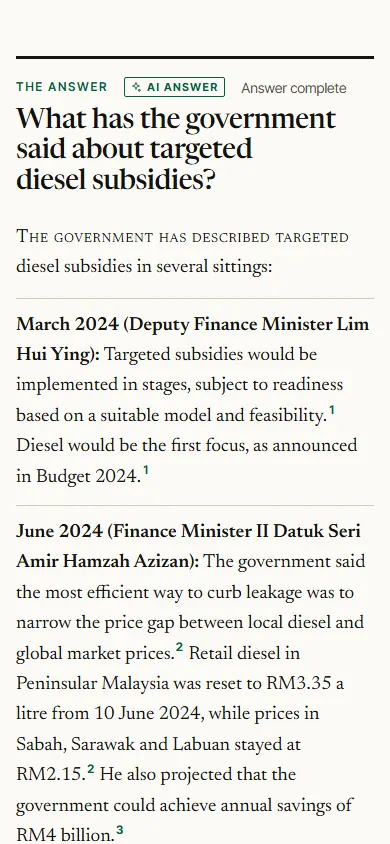 THE ANSWER AI ANSWER Answer complete
What has the government
said about targeted
diesel subsidies?
THE GOVERNMENT HAS DESCRIBED TARGETED
diesel subsidies in several sittings:
March 2024 (Deputy Finance Minister Lim
Hui Ying): Targeted subsidies would be
implemented in stages, subject to readiness
based on a suitable model and feasibility.1
Diesel would be the first focus, as announced
in Budget 2024.1
June 2024 (Finance Minister II Datuk Seri
Amir Hamzah Azizan): The government said
the most efficient way to curb leakage was to
narrow the price gap between local diesel and
global market prices.2 Retail diesel in
Peninsular Malaysia was reset to RM3.35 a
litre from 10 June 2024, while prices in
Sabah, Sarawak and Labuan stayed at
RM2.15.2 He also projected that the
government could achieve annual savings of
RM4 billion.3